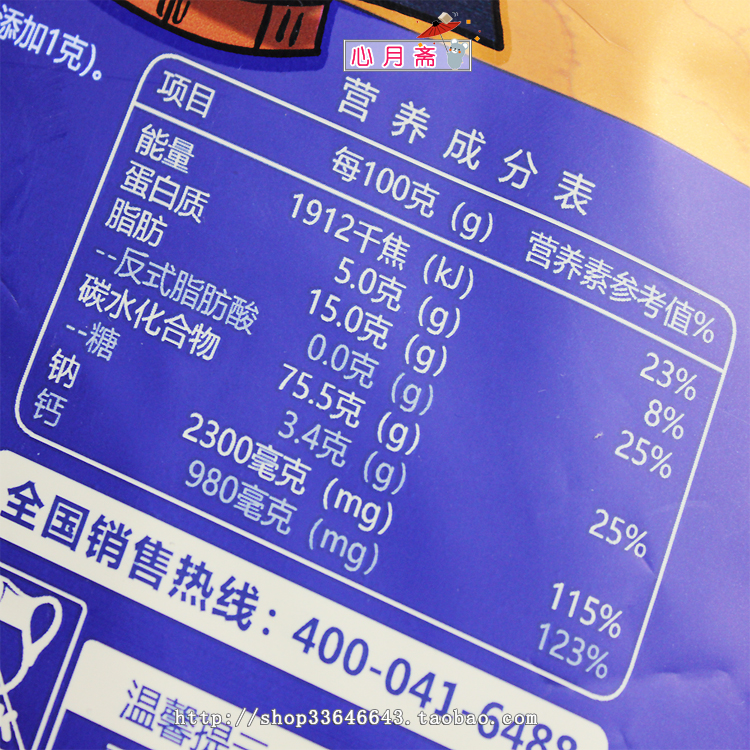 添加1克)。
心月斋
营养成分表
项目 每100克 (g) 营养素参考值%
能量 1912千焦 (kJ) 23%
蛋白质 5.0克 (g) 8%
脂肪 15.0克 (g) 25%
--反式脂肪酸 0.0克 (g)
碳水化合物 75.5克 (g) 25%
--糖 3.4克 (g)
钠 2300毫克 (mg) 115%
钙 980毫克 (mg) 123%
全国销售热线: 400-041-6488
温馨提示
http://shop33646643.taobao.com